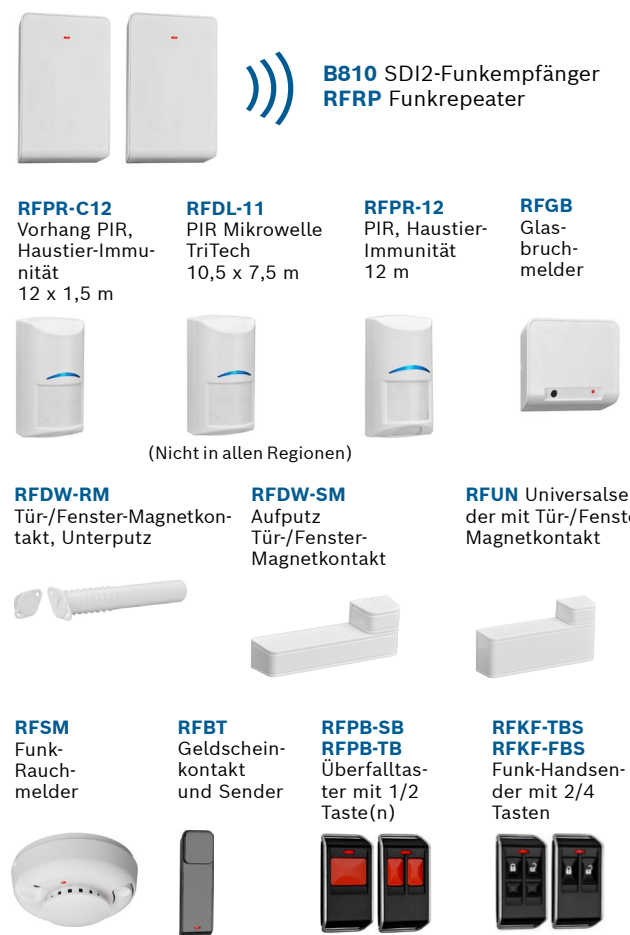 B810 SDI2-Funkempfänger
RFRP Funkrepeater
RFPR-C12
Vorhang PIR,
Haustier-Immu-
nität
12 x 1,5 m
RFDL-11
PIR Mikrowelle
TriTech
10,5 x 7,5 m
RFPR-12
PIR, Haustier-
Immunität
12 m
RFGB
Glas-
bruch-
melder
(Nicht in allen Regionen)
RFDW-RM
Tür-/Fenster-Magnetkon-
takt, Unterputz
RFDW-SM
Aufputz
Tür-/Fenster-
Magnetkontakt
RFUN Universalse
der mit Tür-/Fenste
Magnetkontakt
RFSM
Funk-
Rauch-
melder
RFBT
Geldschein-
kontakt
und Sender
RFPB-SB
RFPB-TB
Überfalltas-
ter mit 1/2
Taste(n)
RFKF-TBS
RFKF-FBS
Funk-Handsen-
der mit 2/4
Tasten